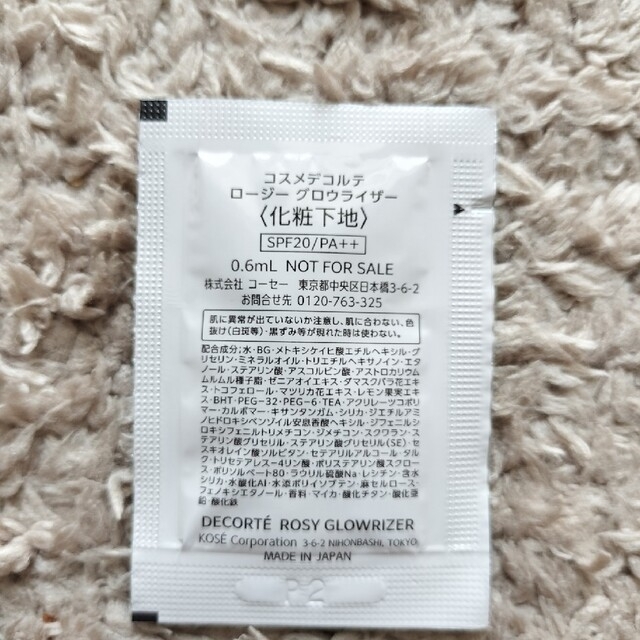 コスメデコルテ
ロージー グロウライザー
〈化粧下地〉
SPF20/PA++
0.6mL NOT FOR SALE
株式会社 コーセー 東京都中央区日本橋3-6-2
お問合せ先 0120-763-325
肌に異常が出ていないか注意し、肌に合わない、色
抜け(白斑等)・黒ずみ等が現れた時は使わない。
配合成分;水・BG・メトキシケイヒ酸エチルヘキシル・グ
リセリン・ミネラルオイル・トリエチルヘキサノイン・エタ
ノール・ステアリン酸・アスコルビン酸・アストロカリウム
ムルムル種子脂・ゼニアオイエキス・ダマスクバラ花エキ
ス・トコフェロール・マツリカ花エキス・レモン果実エキ
ス・BHT・PEG-32・PEG-6・TEA・アクリレーツコポリ
マー・カルボマー・キサンタンガム・シリカ・ジエチルアミ
ノヒドロキシベンゾイル安息香酸ヘキシル・ジフェニルシ
ロキシフェニルトリメチコン・ジメチコン・スクワラン・ス
テアリン酸グリセリル・ステアリン酸グリセリル(SE)・セ
スキオレイン酸ソルビタン・セテアリルアルコール・タル
ク・トリセテアレス-4リン酸・ポリステアリン酸スクロー
ス・ポリソルベート80・ラウリル硫酸Na・レシチン・含水
シリカ・水酸化Al・水添ポリイソブテン・麻セルロース・
フェノキシエタノール・香料・マイカ・酸化チタン・酸化亜
鉛・酸化鉄
DECORTÉ ROSY GLOWRIZER
KOSÉ Corporation 3-6-2 NIHONBASHI, TOKYO
MADE IN JAPAN
P-2